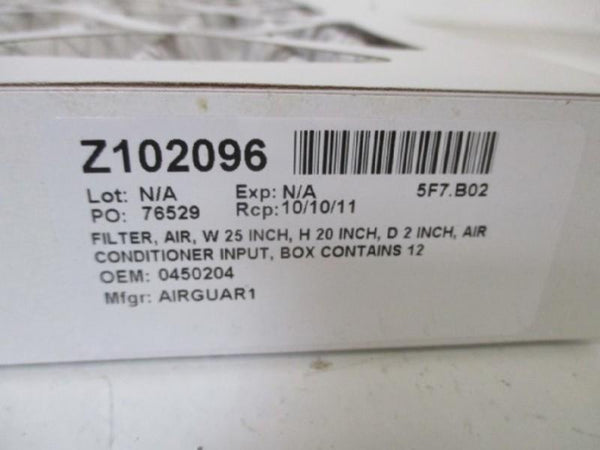 Z102096
Lot: N/A Exp: N/A 5F7.B02
PO: 76529 Rcp: 10/10/11
FILTER, AIR, W 25 INCH, H 20 INCH, D 2 INCH, AIR
CONDITIONER INPUT, BOX CONTAINS 12
OEM: 0450204
Mfgr: AIRGUAR1